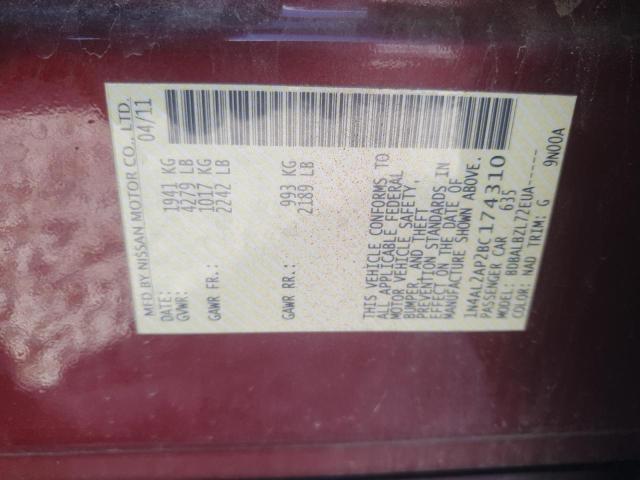 MFD BY NISSAN MOTOR CO., LTD.
DATE: 04/11
GVWR: 1941 KG
4279 LB
GAWR FR.: 1017 KG
2242 LB
GAWR RR.: 993 KG
2189 LB
THIS VEHICLE CONFORMS TO
ALL APPLICABLE FEDERAL
MOTOR VEHICLE SAFETY,
BUMPER, AND THEFT
PREVENTION STANDARDS IN
EFFECT ON THE DATE OF
MANUFACTURE SHOWN ABOVE.
1N4AL2AP2BC174310
PASSENGER CAR 635
MODEL: BDBALBZL72EUA-----
COLOR: NAD TRIM: G 9N00A